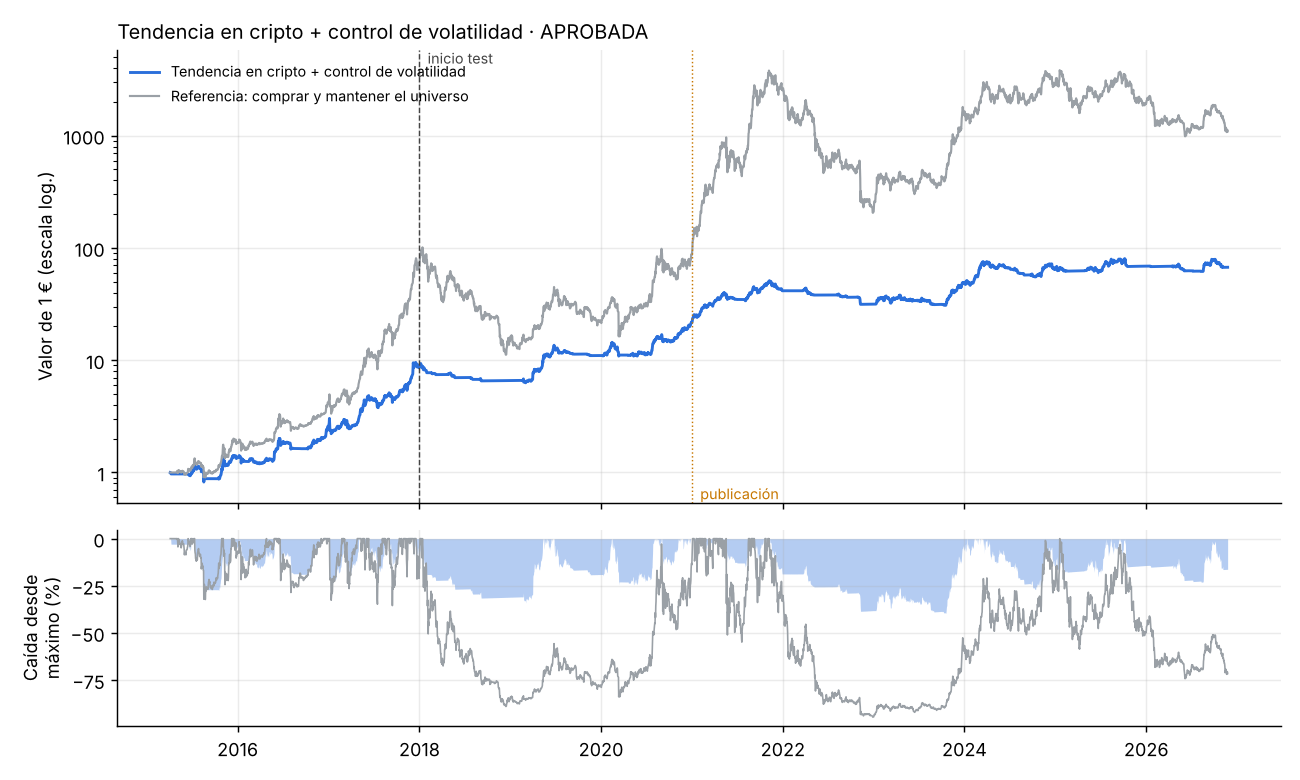 Tendencia en cripto + control de volatilidad · APROBADA
inicio test
Tendencia en cripto + control de volatilidad
Referencia: comprar y mantener el universo
Valor de 1 € (escala log.)
1000
100
10
1
publicación
Caída desde
máximo (%)
0
−25
−50
−75
2016
2018
2020
2022
2024
2026